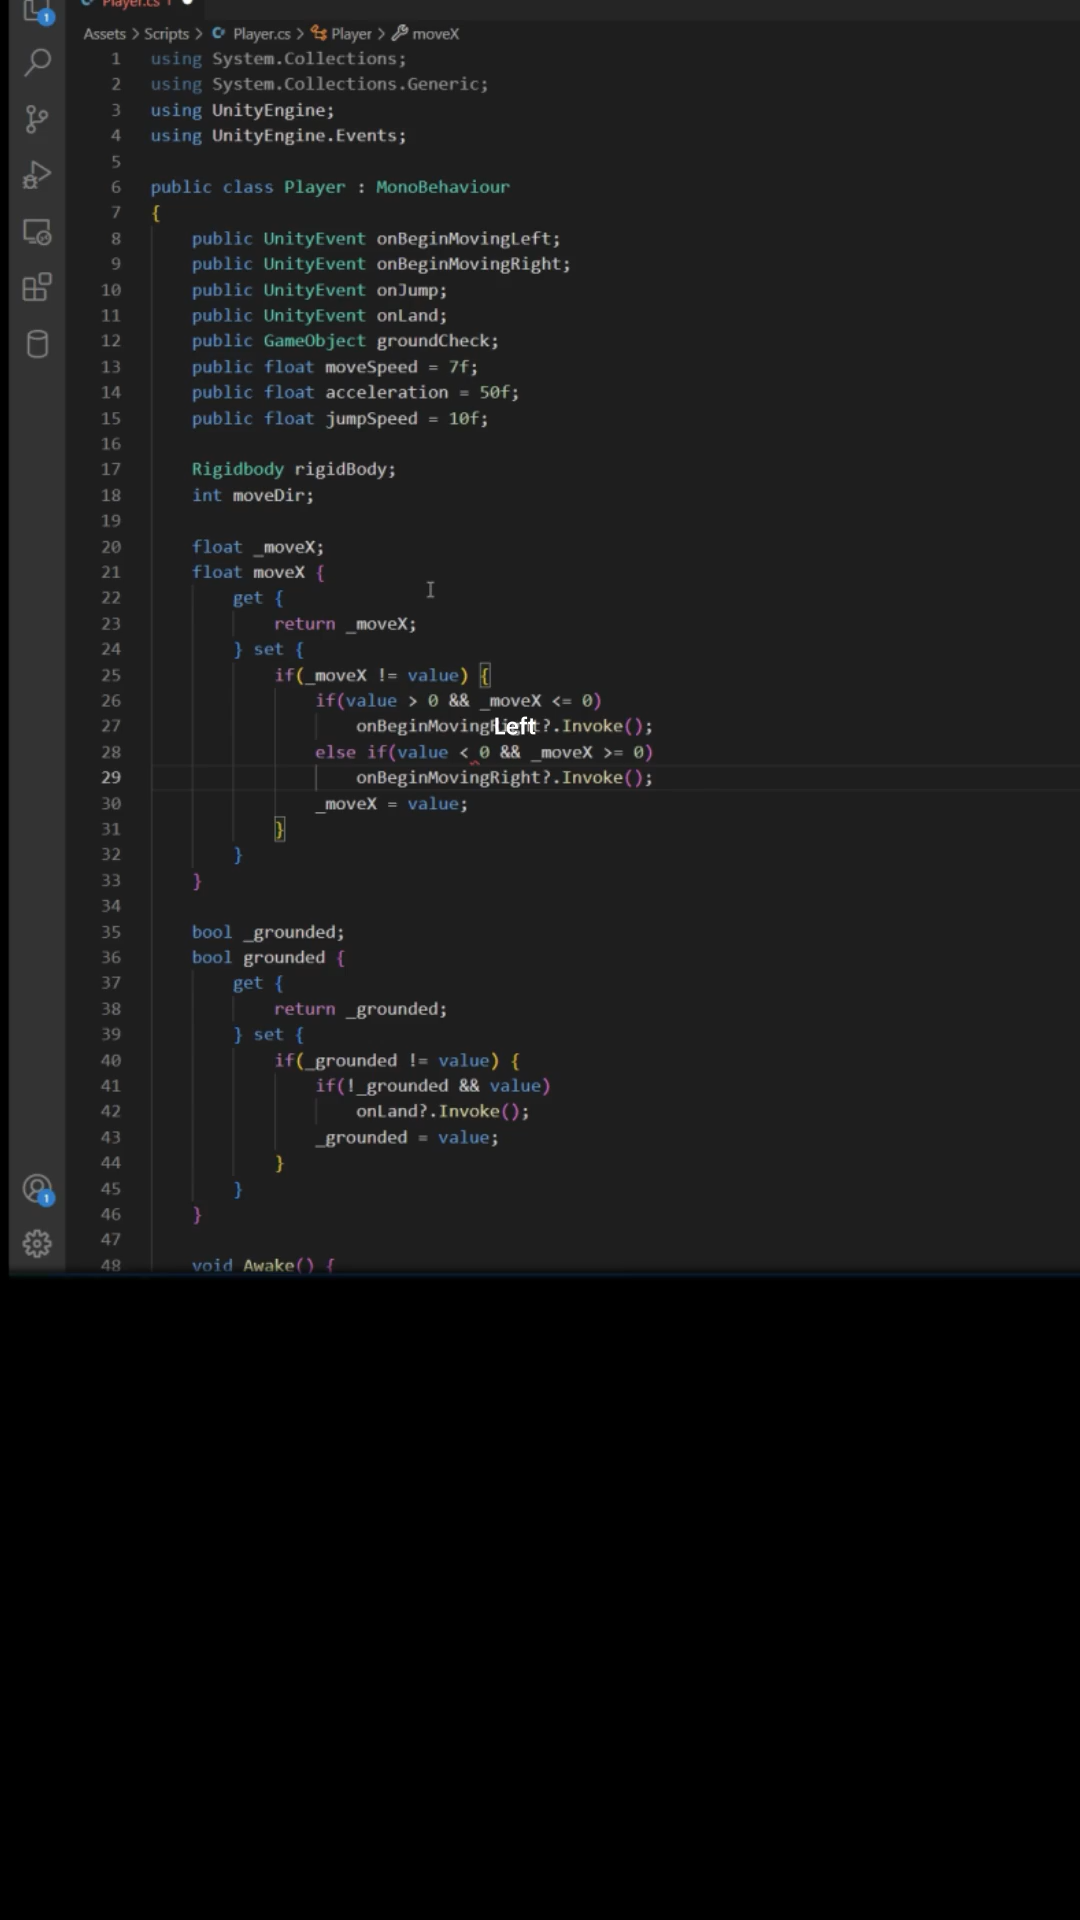 Player.cs 1
1
Assets > Scripts > Player.cs > Player > moveX
1 using System.Collections;
2 using System.Collections.Generic;
3 using UnityEngine;
4 using UnityEngine.Events;
5
6 public class Player : MonoBehaviour
7 {
8 public UnityEvent onBeginMovingLeft;
9 public UnityEvent onBeginMovingRight;
10 public UnityEvent onJump;
11 public UnityEvent onLand;
12 public GameObject groundCheck;
13 public float moveSpeed = 7f;
14 public float acceleration = 50f;
15 public float jumpSpeed = 10f;
16
17 Rigidbody rigidBody;
18 int moveDir;
19
20 float _moveX;
21 float moveX {
22 get {
23 return _moveX;
24 } set {
25 if(_moveX != value) {
26 if(value > 0 && _moveX <= 0)
27 onBeginMovingRight?.Invoke();
Left
28 else if(value < 0 && _moveX >= 0)
29 onBeginMovingRight?.Invoke();
30 _moveX = value;
31 }
32 }
33 }
34
35 bool _grounded;
36 bool grounded {
37 get {
38 return _grounded;
39 } set {
40 if(_grounded != value) {
41 if(!_grounded && value)
42 onLand?.Invoke();
43 _grounded = value;
44 }
45 }
46 }
47
48 void Awake() {
1